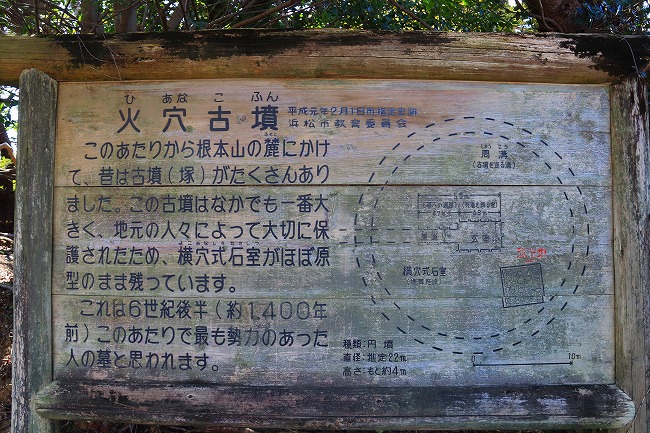 ひ あな こ ふん
火穴古墳
平成元年2月1日市指定史跡
浜松市教育委員会
このあたりから根本山の麓にかけ
て、昔は古墳(塚)がたくさんあり
ました。この古墳はなかでも一番大
きく、地元の人々によって大切に保
護されたため、横穴式石室がほぼ原
型のまま残っています。
これは6世紀後半(約1,400年
前)このあたりで最も勢力のあった
人の墓と思われます。
周溝
(古墳を巡る溝)
玄室
横穴式石室
種類:円墳
直径:推定22m
高さ:もと約4m
10m